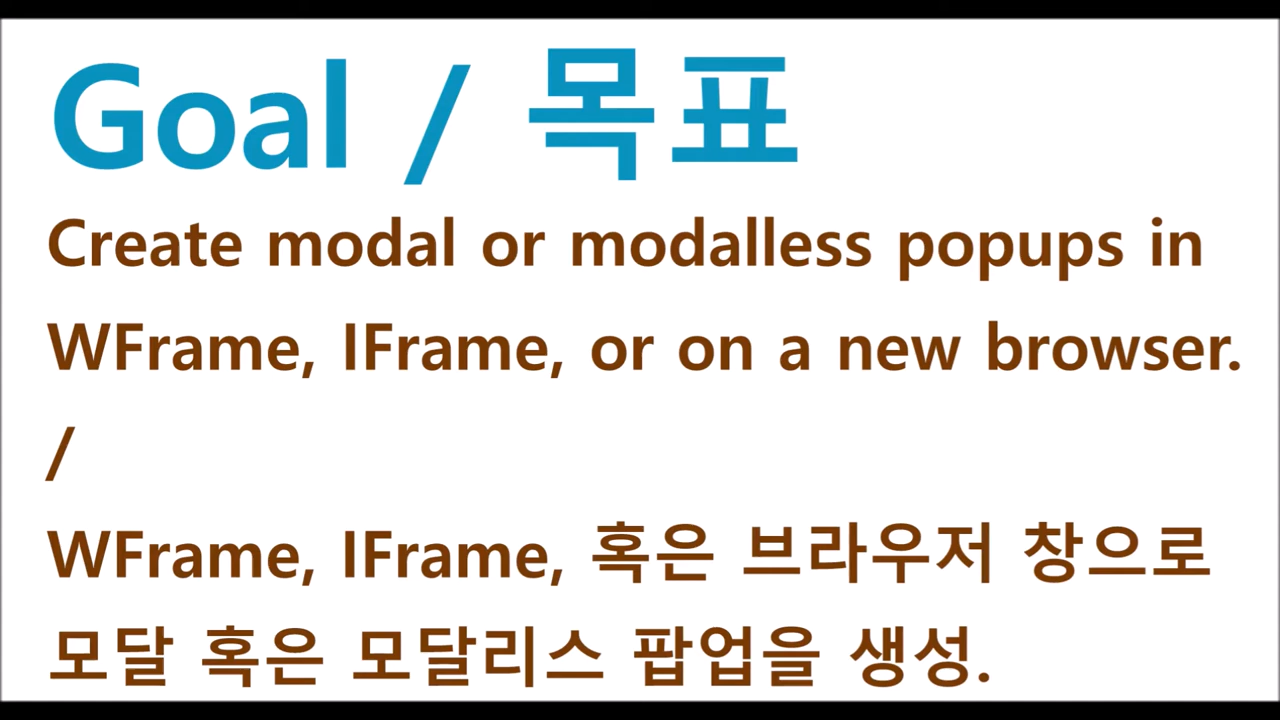 Goal / 목표
Create modal or modalless popups in
WFrame, IFrame, or on a new browser.
/
WFrame, IFrame, 혹은 브라우저 창으로
모달 혹은 모달리스 팝업을 생성.